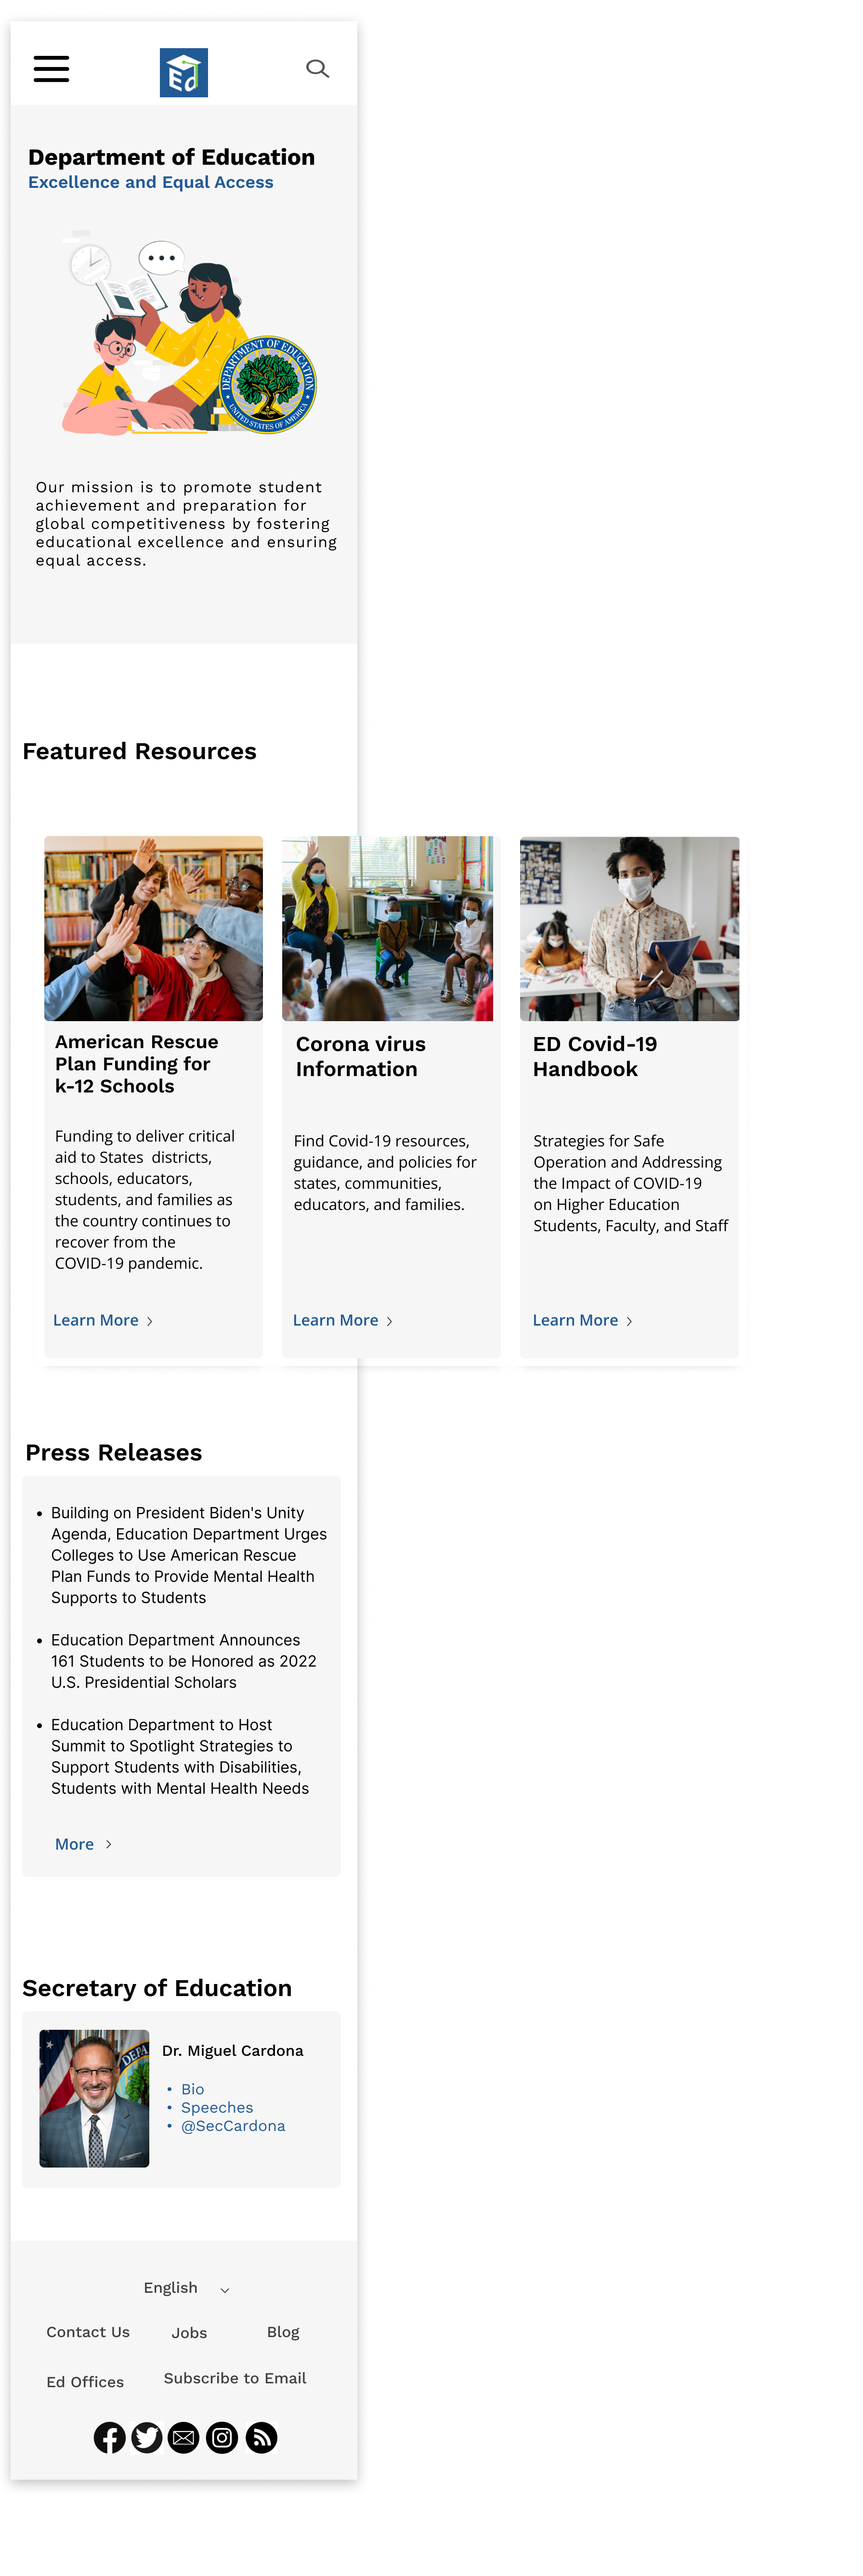 Ed
Department of Education
Excellence and Equal Access
DEPARTMENT OF EDUCATION
UNITED STATES OF AMERICA
Our mission is to promote student
achievement and preparation for
global competitiveness by fostering
educational excellence and ensuring
equal access.
Featured Resources
American Rescue
Plan Funding for
k-12 Schools
Funding to deliver critical
aid to States  districts,
schools, educators,
students, and families as
the country continues to
recover from the
COVID-19 pandemic.
Learn More
Corona virus
Information
Find Covid-19 resources,
guidance, and policies for
states, communities,
educators, and families.
Learn More
ED Covid-19
Handbook
Strategies for Safe
Operation and Addressing
the Impact of COVID-19
on Higher Education
Students, Faculty, and Staff
Learn More
Press Releases
• Building on President Biden's Unity
Agenda, Education Department Urges
Colleges to Use American Rescue
Plan Funds to Provide Mental Health
Supports to Students
• Education Department Announces
161 Students to be Honored as 2022
U.S. Presidential Scholars
• Education Department to Host
Summit to Spotlight Strategies to
Support Students with Disabilities,
Students with Mental Health Needs
More
Secretary of Education
DEPA
Dr. Miguel Cardona
• Bio
• Speeches
• @SecCardona
English
Contact Us
Jobs
Blog
Ed Offices
Subscribe to Email